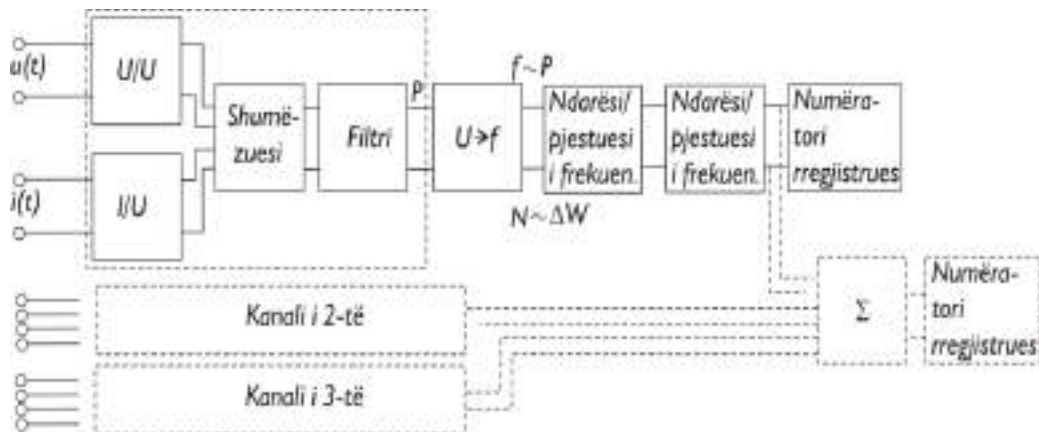 u(t)
U/U
i(t)
I/U
Shumë-
zuesi
Filtri
P
U→f
f~P
N~ΔW
Ndarësi/
pjestuesi
i frekuen.
Ndarësi/
pjestuesi
i frekuen.
Numëra-
tori
rregjistrues
Kanali i 2-të
Kanali i 3-të
Σ
Numëra-
tori
rregjistrues